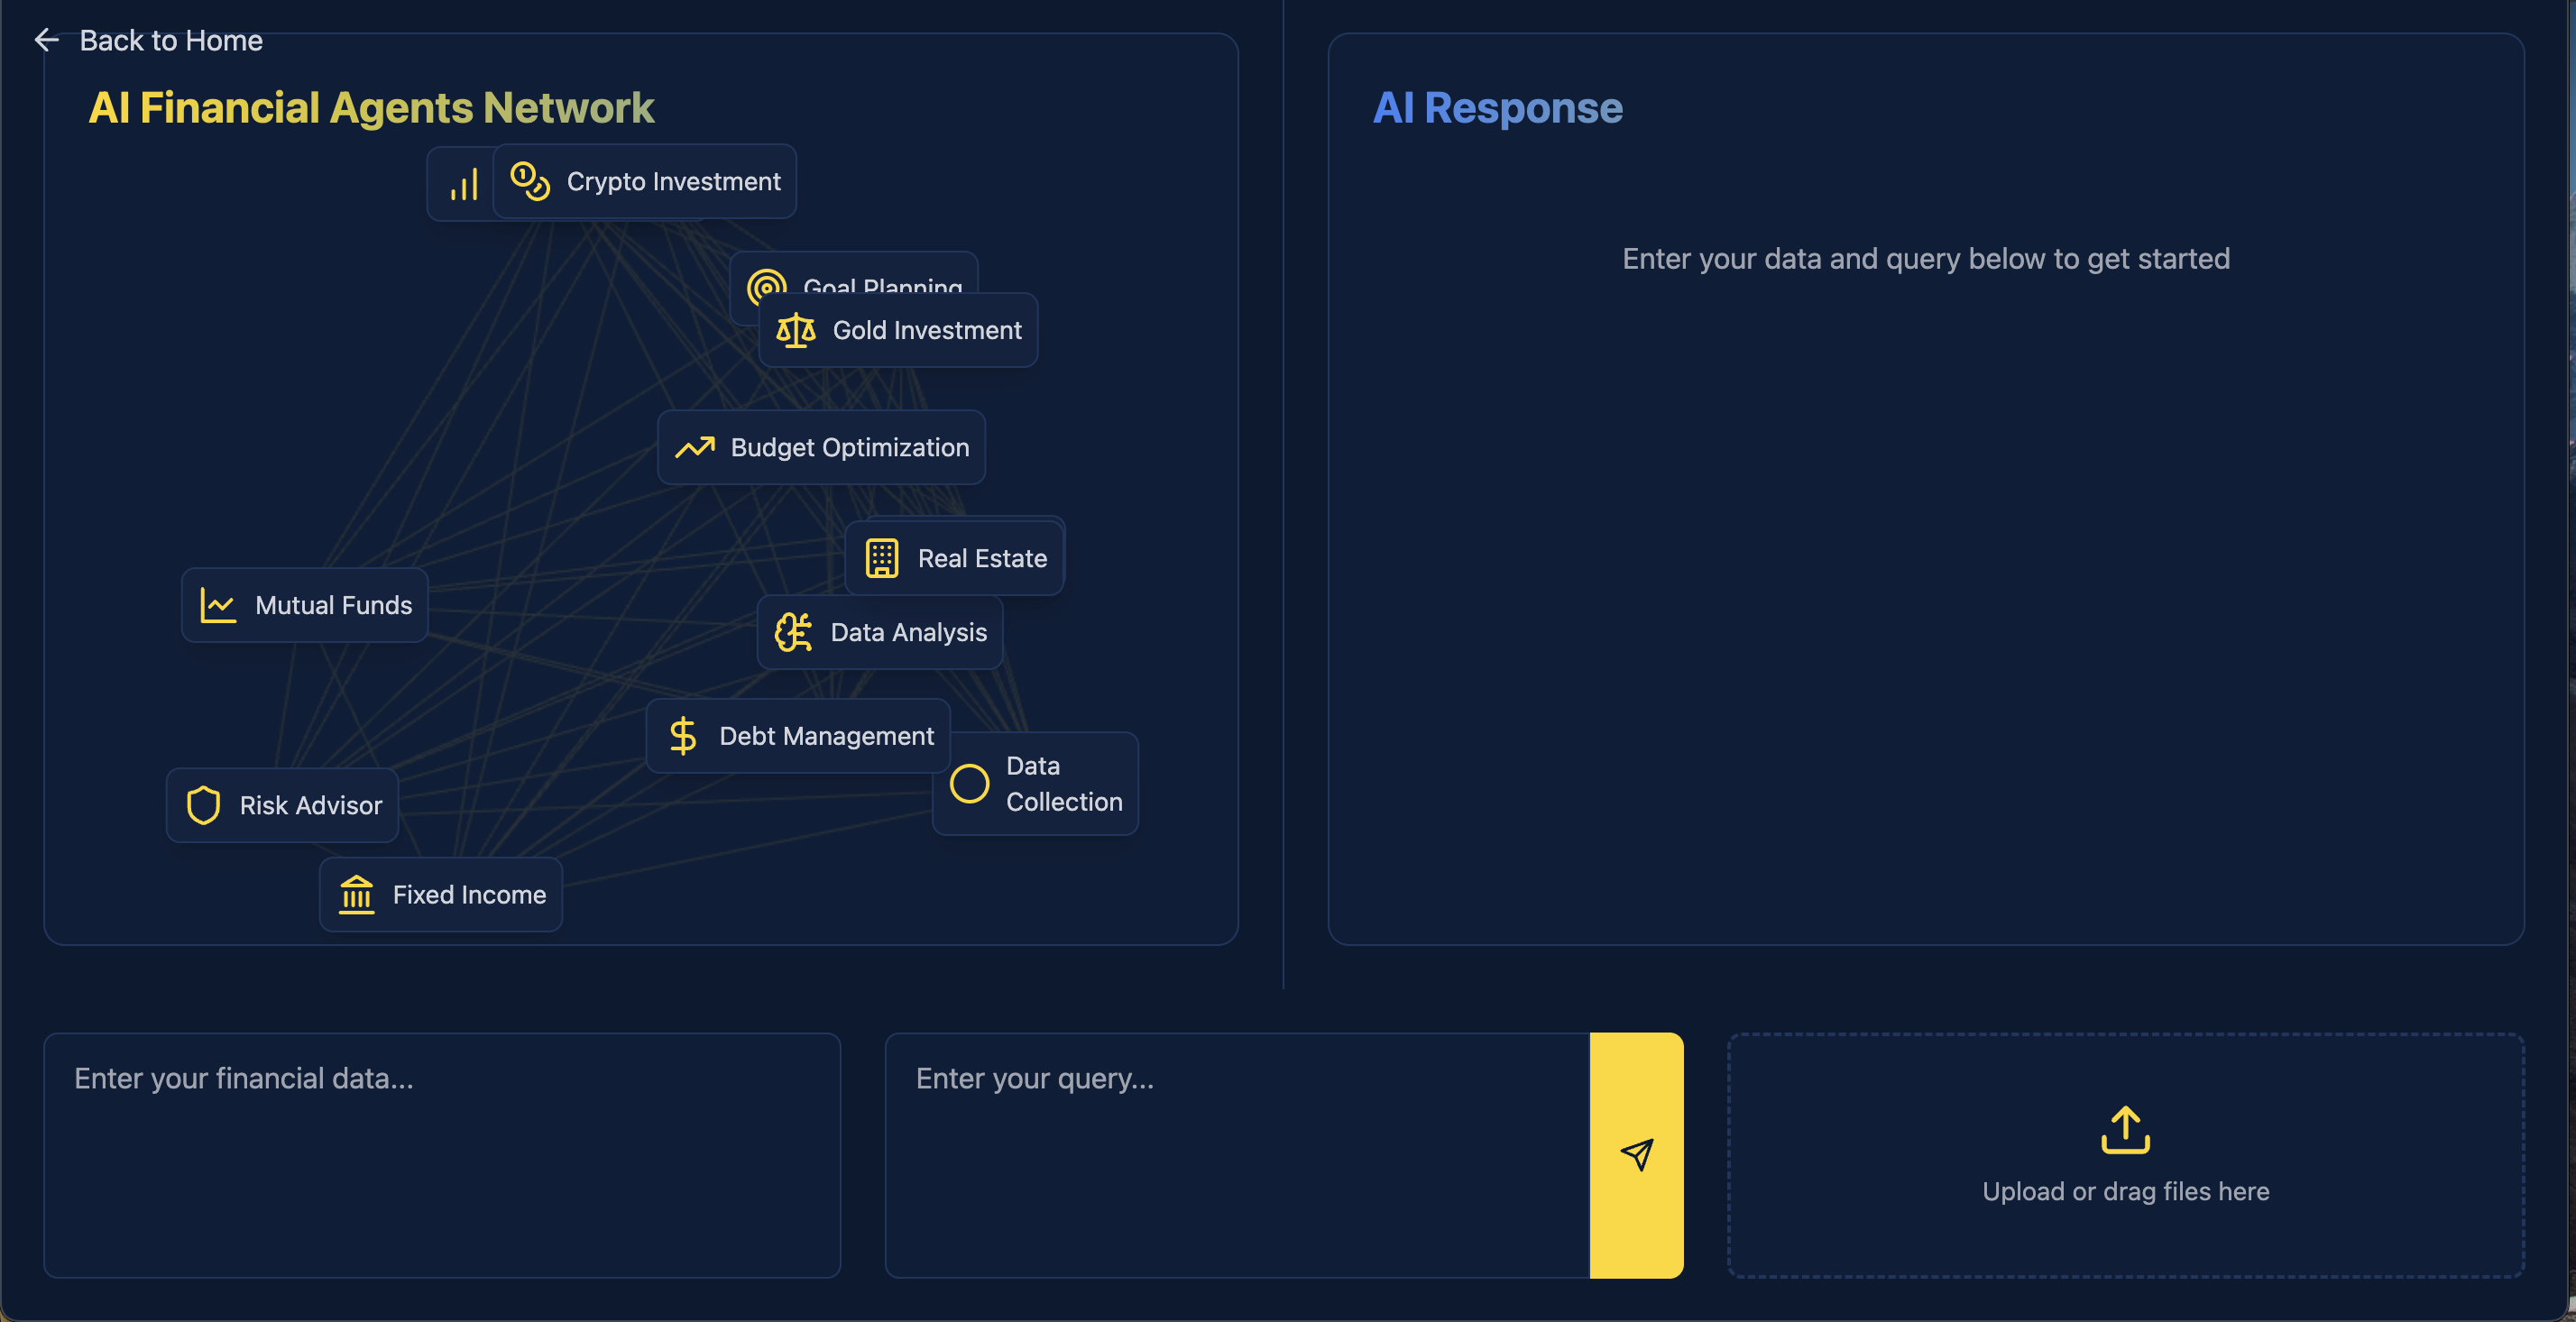 Back to Home
AI Financial Agents Network
Crypto Investment
Goal Planning
Gold Investment
Budget Optimization
Real Estate
Mutual Funds
Data Analysis
Debt Management
Data
Collection
Risk Advisor
Fixed Income
AI Response
Enter your data and query below to get started
Enter your financial data...
Enter your query...
Upload or drag files here